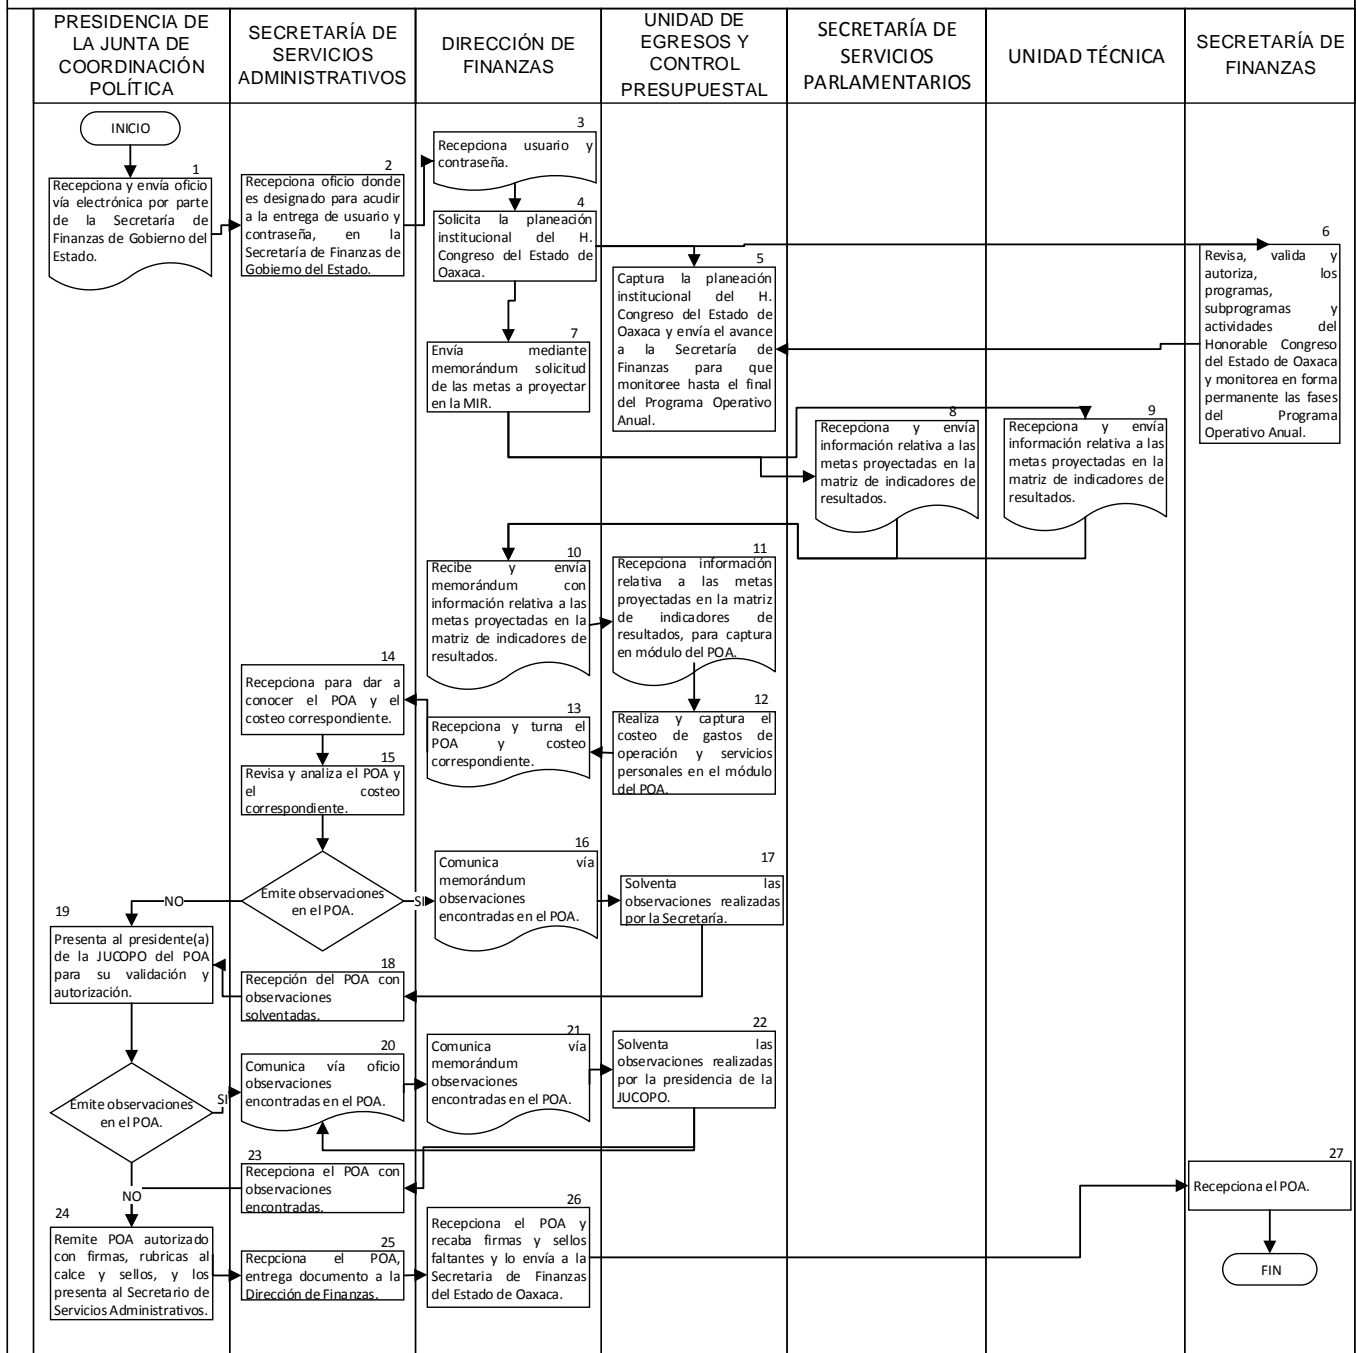 PRESIDENCIA DE
LA JUNTA DE
COORDINACIÓN
POLÍTICA
SECRETARÍA DE
SERVICIOS
ADMINISTRATIVOS
DIRECCIÓN DE
FINANZAS
UNIDAD DE
EGRESOS Y
CONTROL
PRESUPUESTAL
SECRETARÍA DE
SERVICIOS
PARLAMENTARIOS
UNIDAD TÉCNICA
SECRETARÍA DE
FINANZAS
INICIO
1
Recepciona y envía oficio
vía electrónica por parte
de la Secretaría de
Finanzas de Gobierno del
Estado.
2
Recepciona oficio donde
es designado para acudir
a la entrega de usuario y
contraseña, en la
Secretaría de Finanzas de
Gobierno del Estado.
3
Recepciona usuario y
contraseña.
4
Solicita la planeación
institucional del H.
Congreso del Estado de
Oaxaca.
5
Captura la planeación
institucional del H.
Congreso del Estado de
Oaxaca y envía el avance
a la Secretaría de
Finanzas para que
monitoree hasta el final
del Programa Operativo
Anual.
6
Revisa, valida y
autoriza, los
programas,
subprogramas y
actividades del
Honorable Congreso
del Estado de Oaxaca
y monitorea en forma
permanente las fases
del Programa
Operativo Anual.
7
Envía mediante
memorándum solicitud
de las metas a proyectar
en la MIR.
8
Recepciona y envía
información relativa a las
metas proyectadas en la
matriz de indicadores de
resultados.
9
Recepciona y envía
información relativa a las
metas proyectadas en la
matriz de indicadores de
resultados.
10
Recibe y envía
memorándum con
información relativa a las
metas proyectadas en la
matriz de indicadores de
resultados.
11
Recepciona información
relativa a las metas
proyectadas en la matriz
de indicadores de
resultados, para captura
en módulo del POA.
12
Realiza y captura el
costeo de gastos de
operación y servicios
personales en el módulo
del POA.
13
Recepciona y turna el
POA y costeo
correspondiente.
14
Recepciona para dar a
conocer el POA y el
costeo correspondiente.
15
Revisa y analiza el POA y
el costeo
correspondiente.
Emite observaciones
en el POA.
NO
SI
16
Comunica vía
memorándum
observaciones
encontradas en el POA.
17
Solventa las
observaciones realizadas
por la Secretaría.
18
Recepción del POA con
observaciones
solventadas.
19
Presenta al presidente(a)
de la JUCOPO del POA
para su validación y
autorización.
Emite observaciones
en el POA.
SI
NO
20
Comunica vía oficio
observaciones
encontradas en el POA.
21
Comunica vía
memorándum
observaciones
encontradas en el POA.
22
Solventa las
observaciones realizadas
por la presidencia de la
JUCOPO.
23
Recepciona el POA con
observaciones
encontradas.
24
Remite POA autorizado
con firmas, rubricas al
calce y sellos, y los
presenta al Secretario de
Servicios Administrativos.
25
Recpciona el POA,
entrega documento a la
Dirección de Finanzas.
26
Recepciona el POA y
recaba firmas y sellos
faltantes y lo envía a la
Secretaria de Finanzas
del Estado de Oaxaca.
27
Recepciona el POA.
FIN